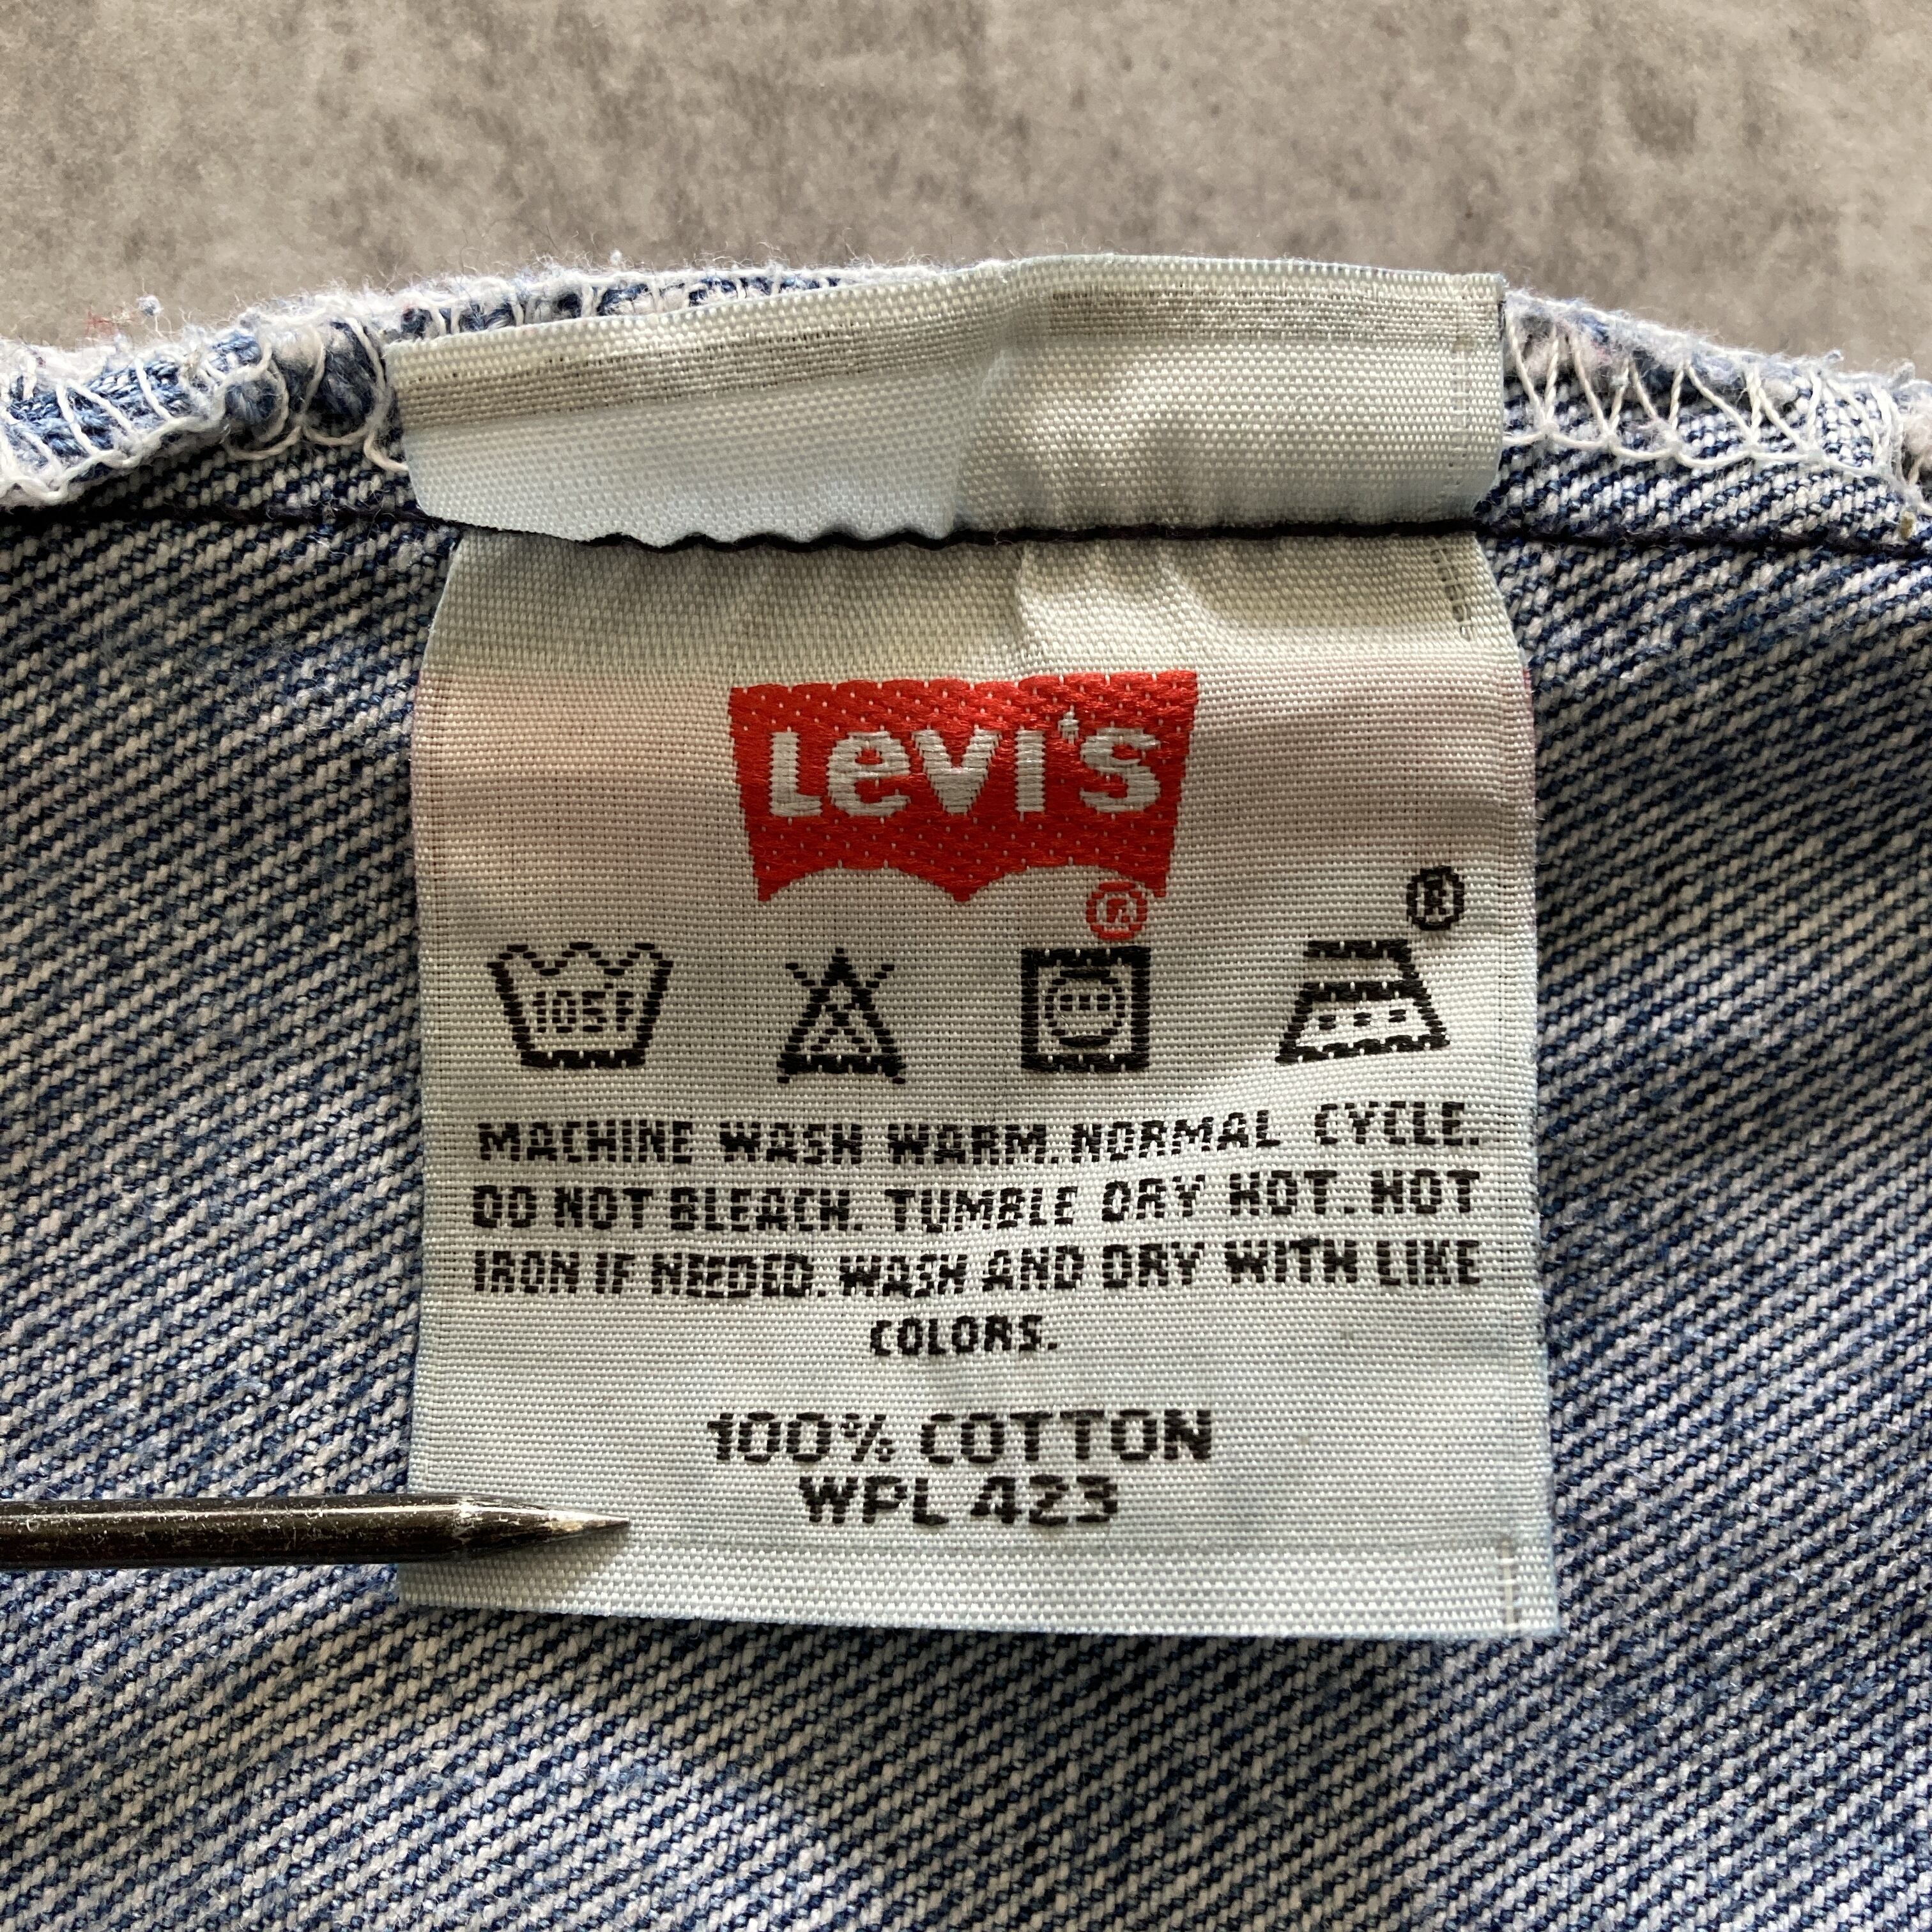 Levi's
®
®
105F
MACHINE WASH WARM. NORMAL CYCLE.
DO NOT BLEACH. TUMBLE DRY HOT. HOT
IRON IF NEEDED. WASH AND DRY WITH LIKE
COLORS.
100% COTTON
WPL 423